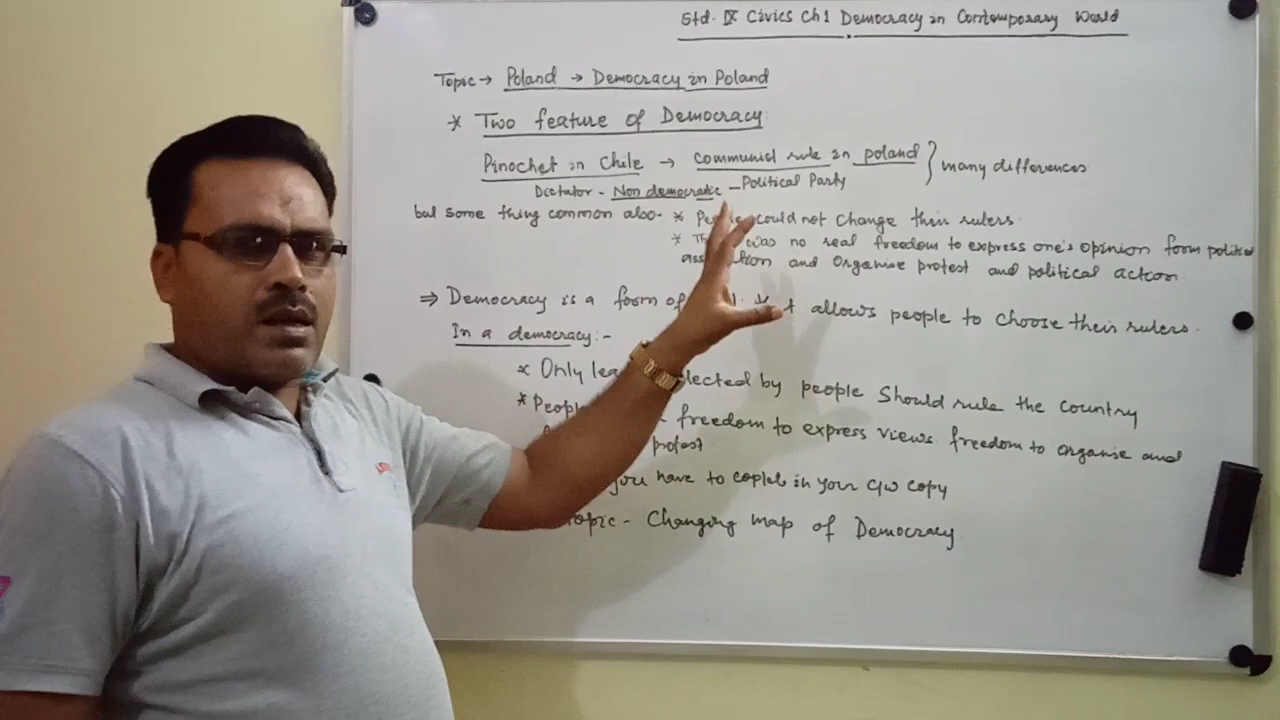 Std. IX Civics Ch1 Democracy in Contemporary World
Topic → Poland → Democracy in Poland
* Two feature of Democracy
Pinochet in Chile → Communist rule in poland } many differences
Dictator - Non democratic - Political Party
but some thing common also - * People could not change their rulers.
* was no real freedom to express one's opinion form politic
and organise protest and political action.
⇒ Democracy is a form of allows people to choose their rulers.
In a democracy:-
* Only elected by people should rule the country
* People freedom to express views freedom to organise and
protest.
you have to in your C/W copy
Topic - Changing map of Democracy